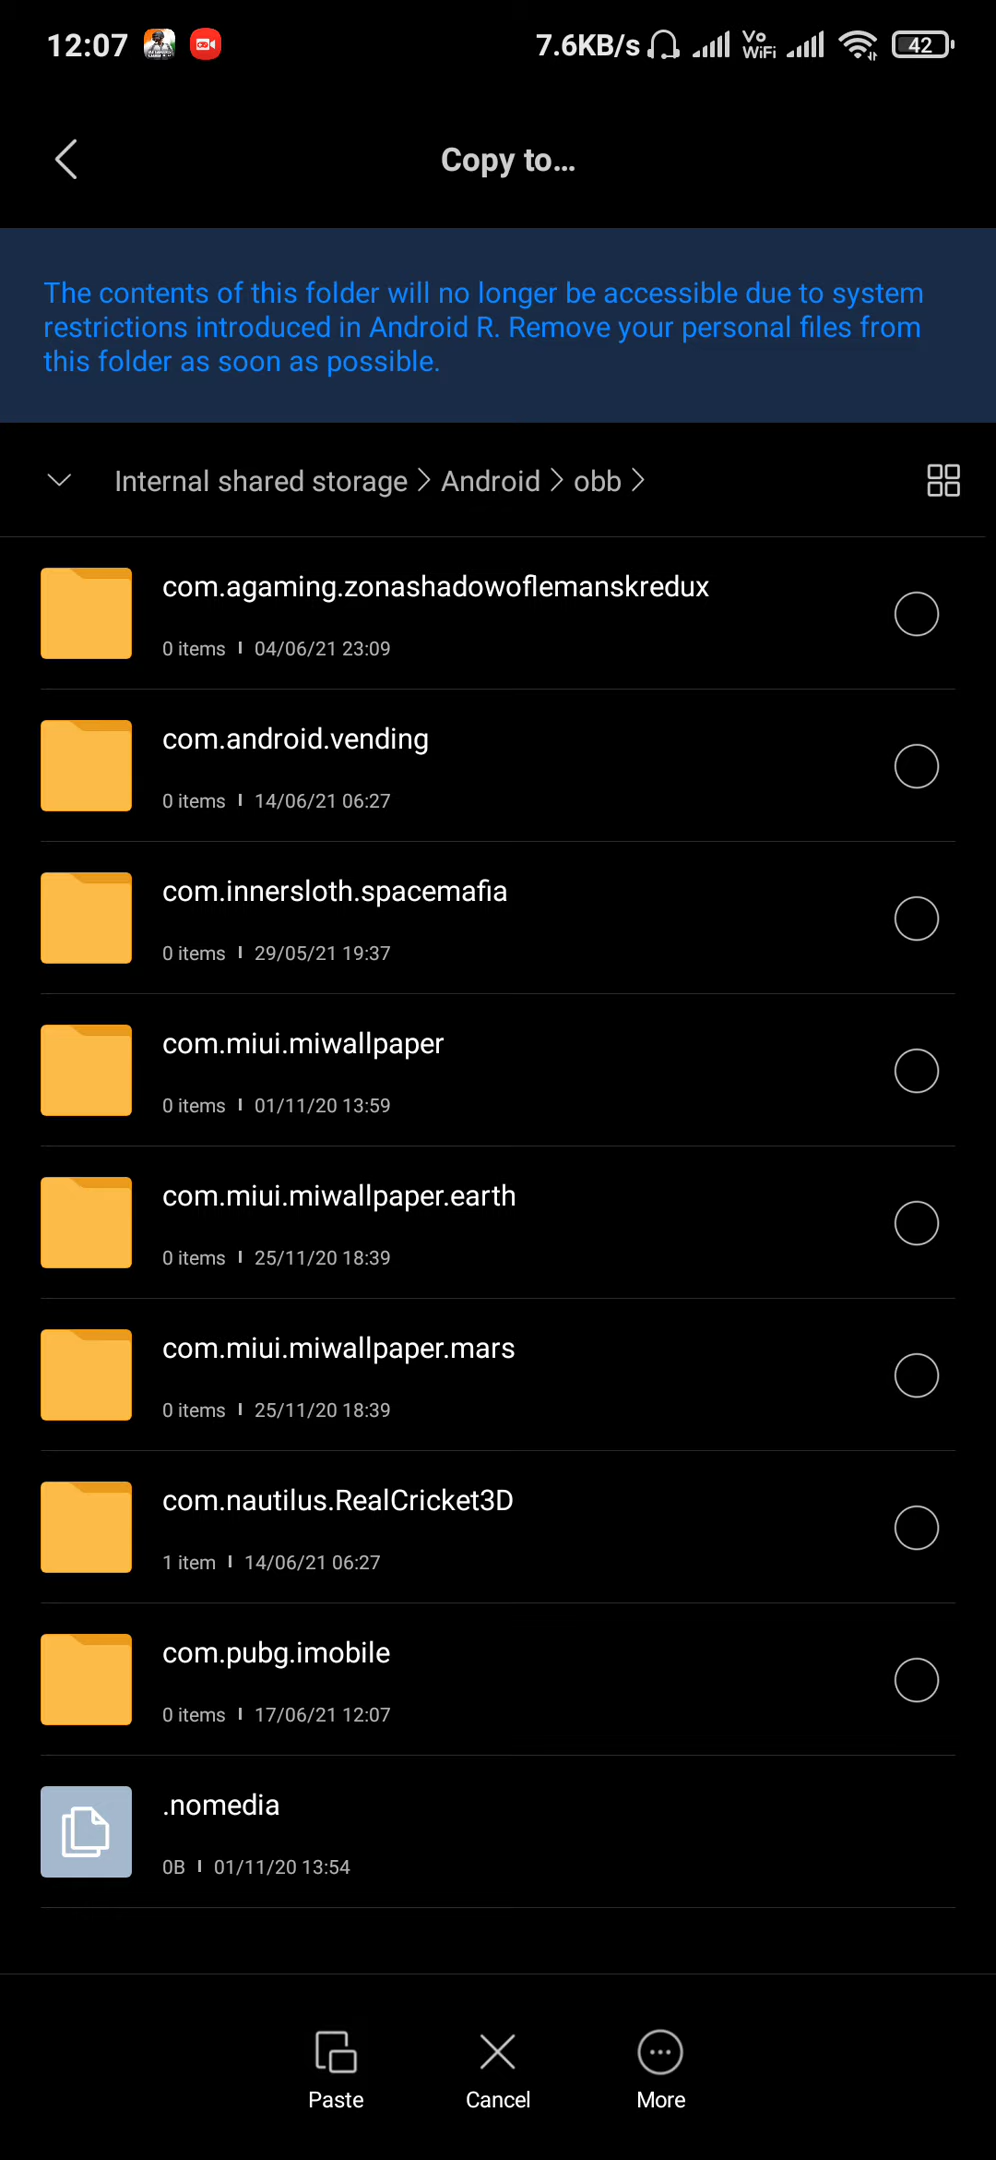 12:07 7.6KB/s Vo WiFi 42
Copy to...
The contents of this folder will no longer be accessible due to system
restrictions introduced in Android R. Remove your personal files from
this folder as soon as possible.
Internal shared storage > Android > obb >
com.agaming.zonashadowoflemanskredux
0 items | 04/06/21 23:09
com.android.vending
0 items | 14/06/21 06:27
com.innersloth.spacemafia
0 items | 29/05/21 19:37
com.miui.miwallpaper
0 items | 01/11/20 13:59
com.miui.miwallpaper.earth
0 items | 25/11/20 18:39
com.miui.miwallpaper.mars
0 items | 25/11/20 18:39
com.nautilus.RealCricket3D
1 item | 14/06/21 06:27
com.pubg.imobile
0 items | 17/06/21 12:07
.nomedia
0B | 01/11/20 13:54
Paste Cancel More